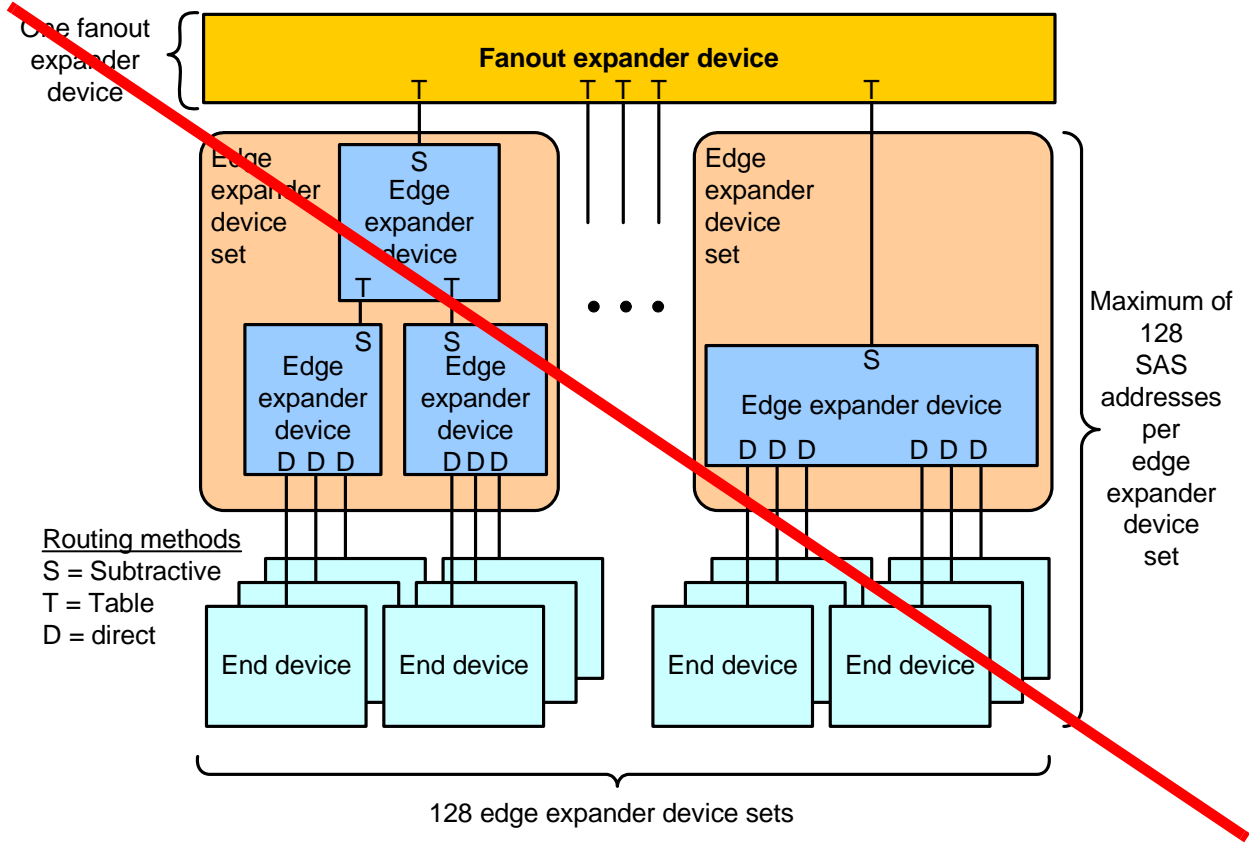 One fanout
expander
device
Fanout expander device
T
T
T
T
T
Edge
expander
device
set
S
Edge
expander
device
T
T
S
Edge
expander
device
D
D
D
S
Edge
expander
device
D
D
D
Edge
expander
device
set
S
Edge expander device
D
D
D
D
D
D
Maximum of
128
SAS
addresses
per
edge
expander
device
set
Routing methods
S = Subtractive
T = Table
D = direct
End device
End device
End device
End device
128 edge expander device sets